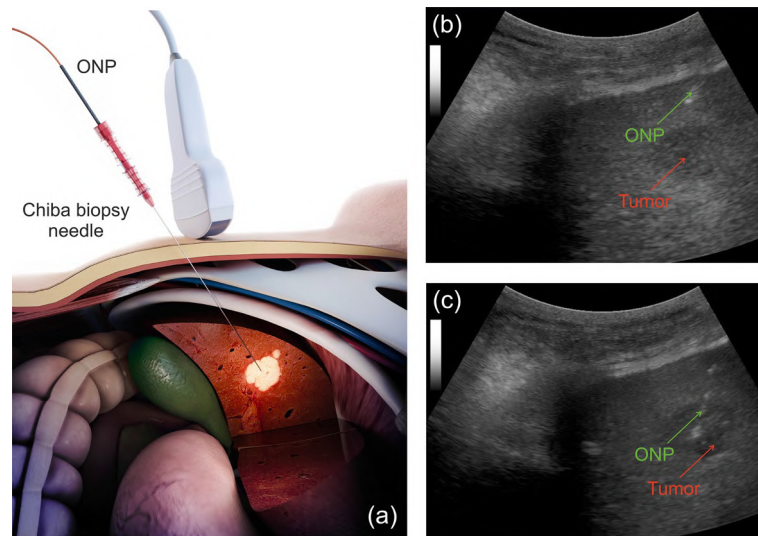 ONP
Chiba biopsy
needle
(a)
(b)
ONP
Tumor
(c)
ONP
Tumor